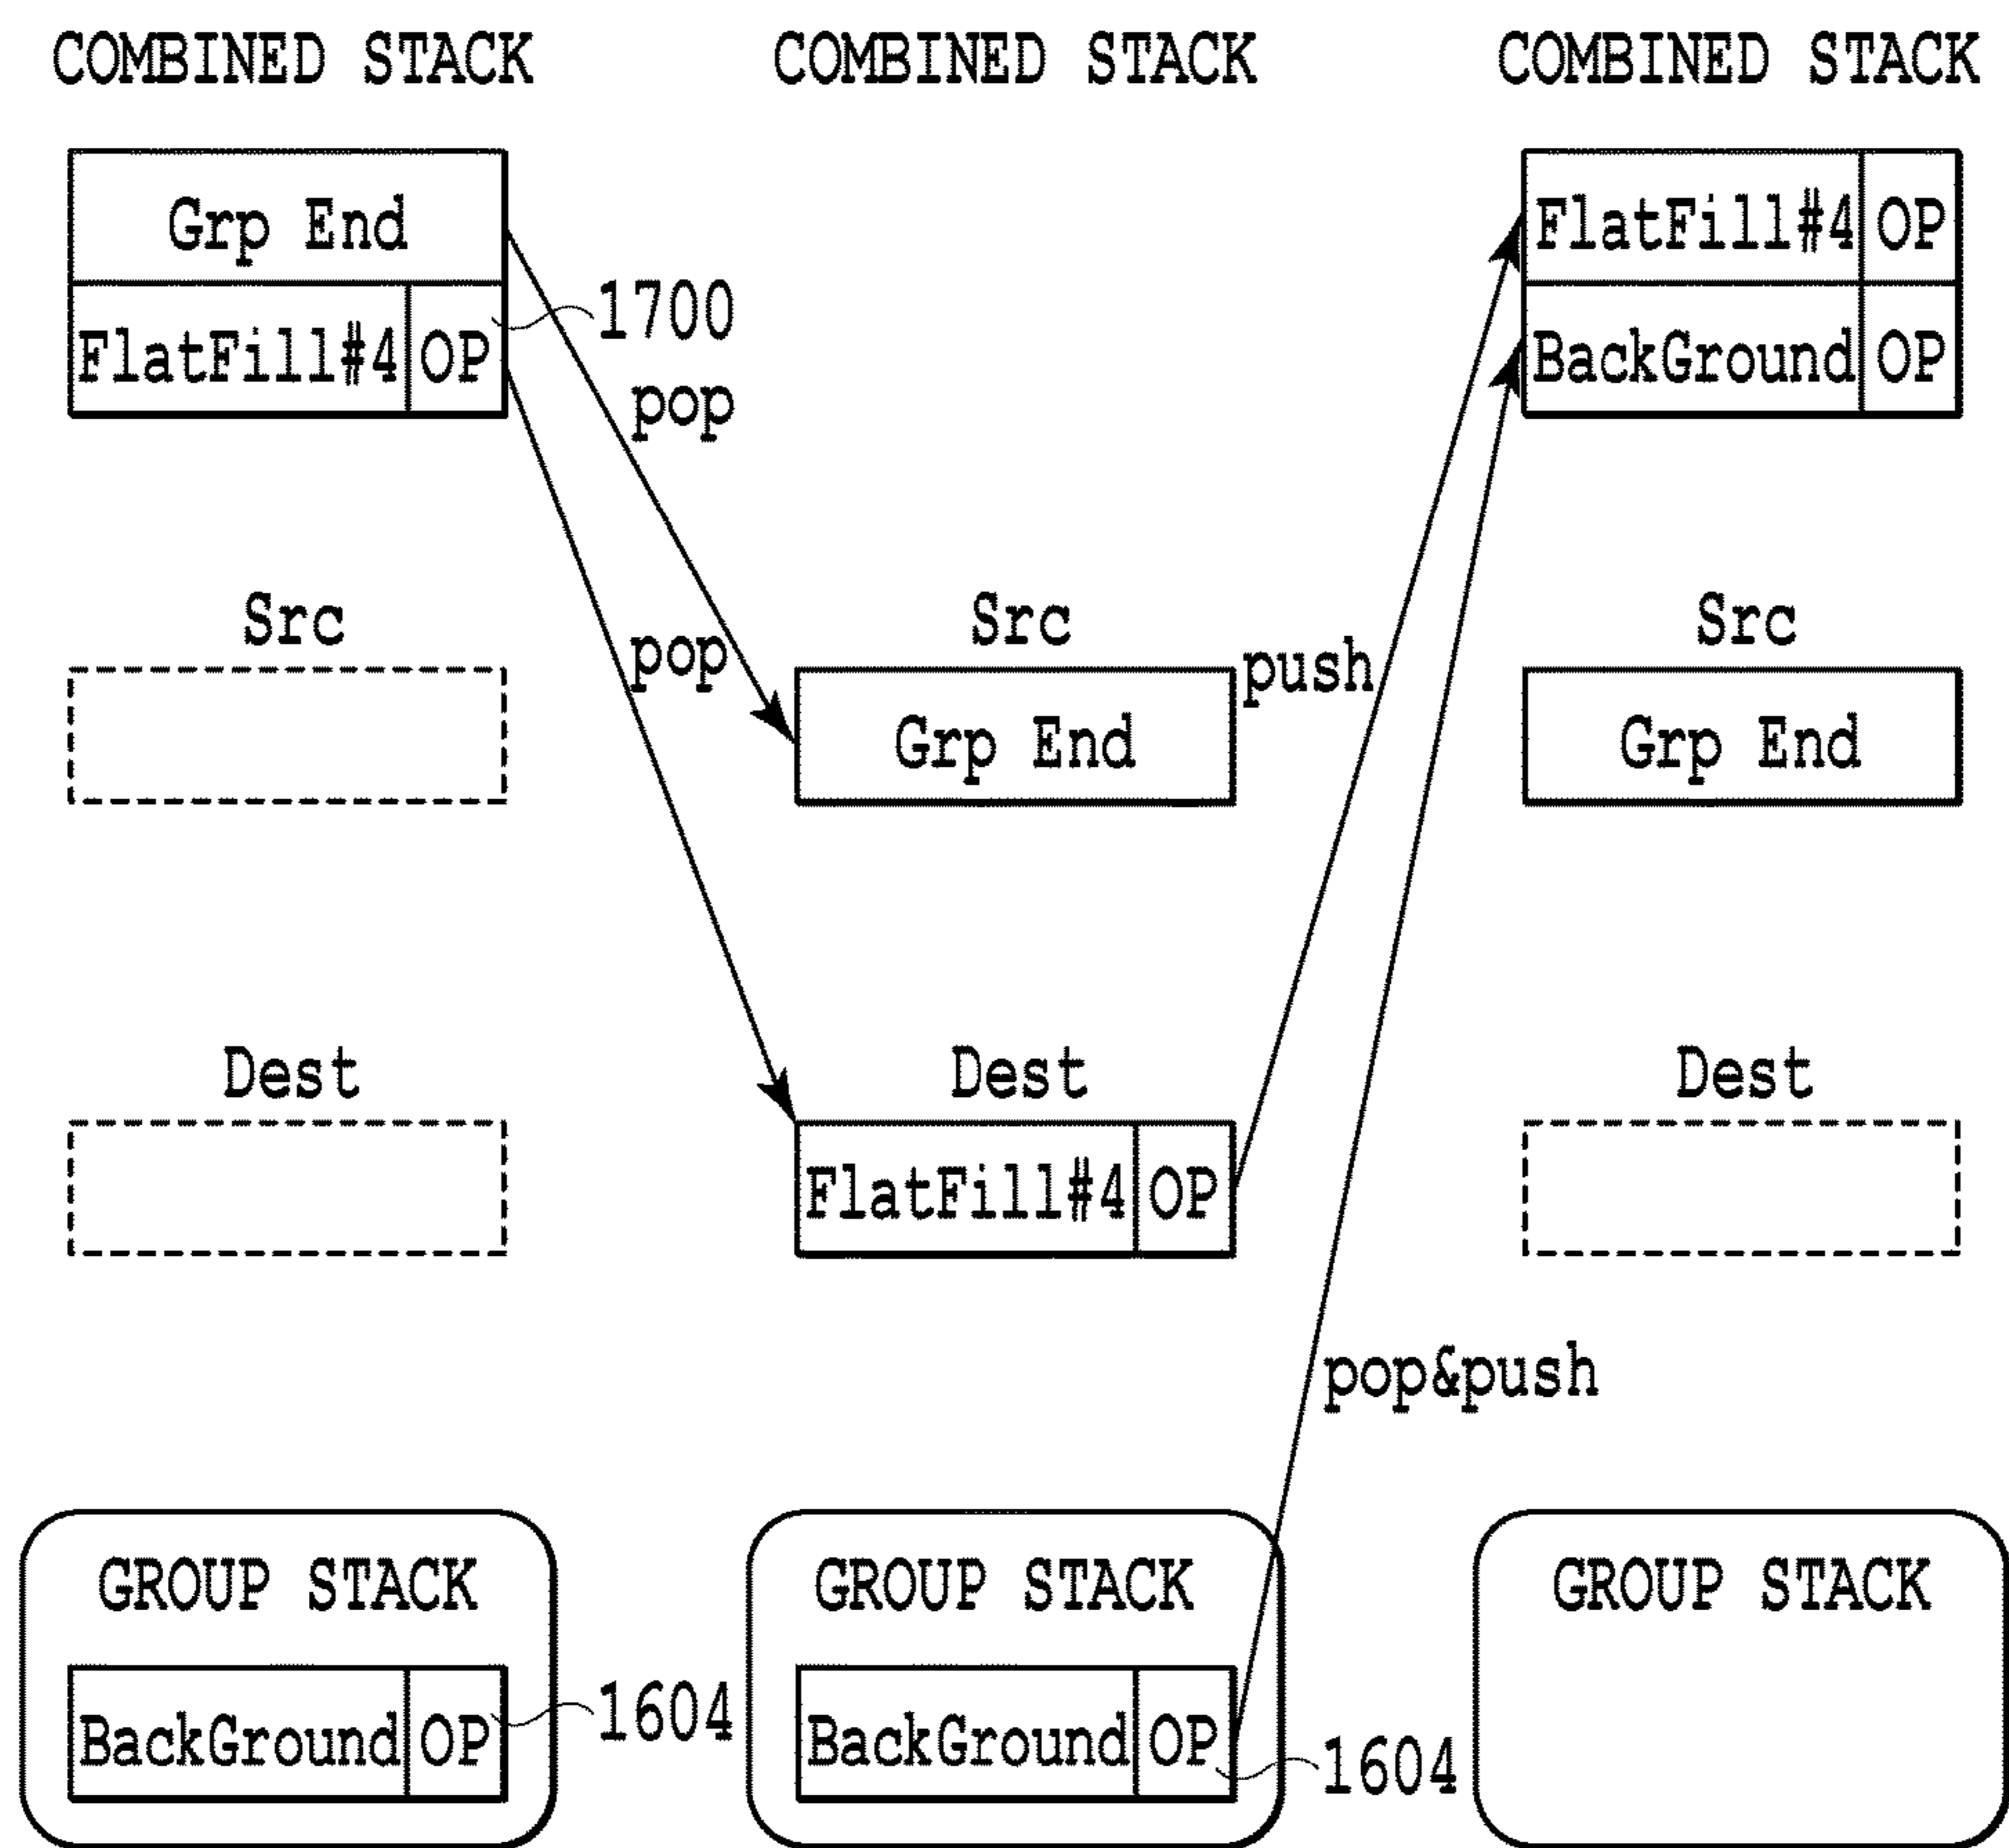 COMBINED STACK COMBINED STACK COMBINED STACK
Grp End FlatFill#4 OP
FlatFill#4 OP 1700 BackGround OP
pop
Src Src Src
pop push
Grp End Grp End
Dest Dest Dest
FlatFill#4 OP
pop&push
GROUP STACK GROUP STACK GROUP STACK
BackGround OP 1604 BackGround OP 1604